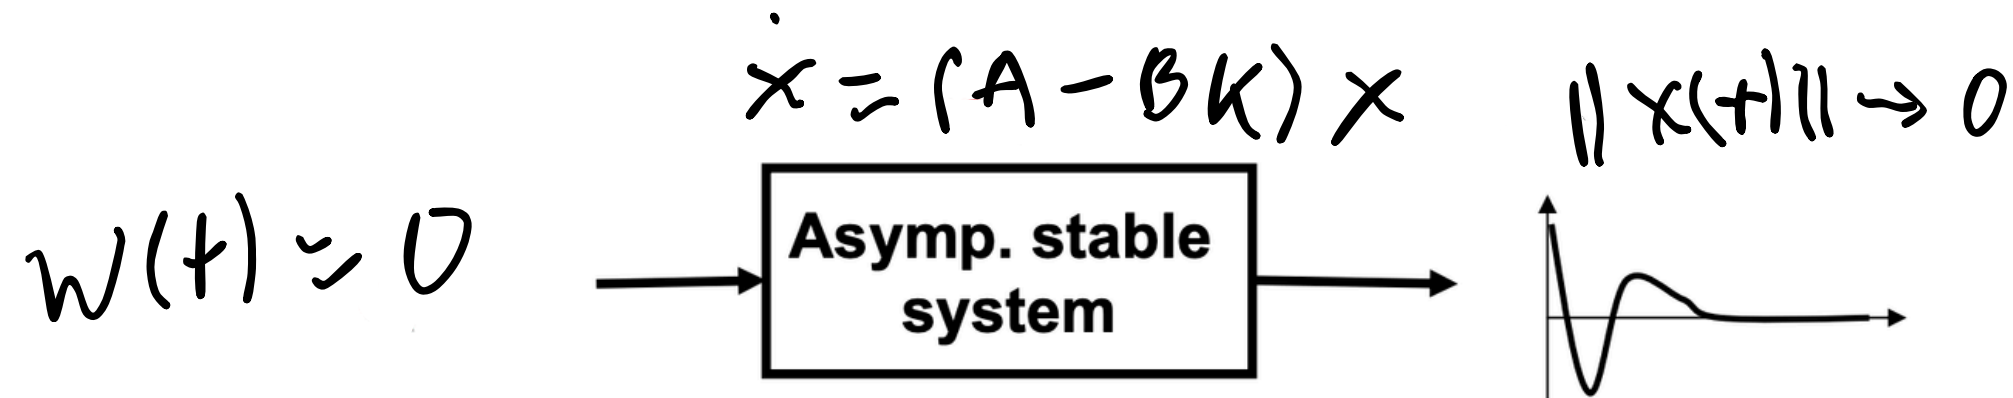 ẋ = (A - BK) x
||x(t)|| → 0
w(t) = 0
Asymp. stable
system